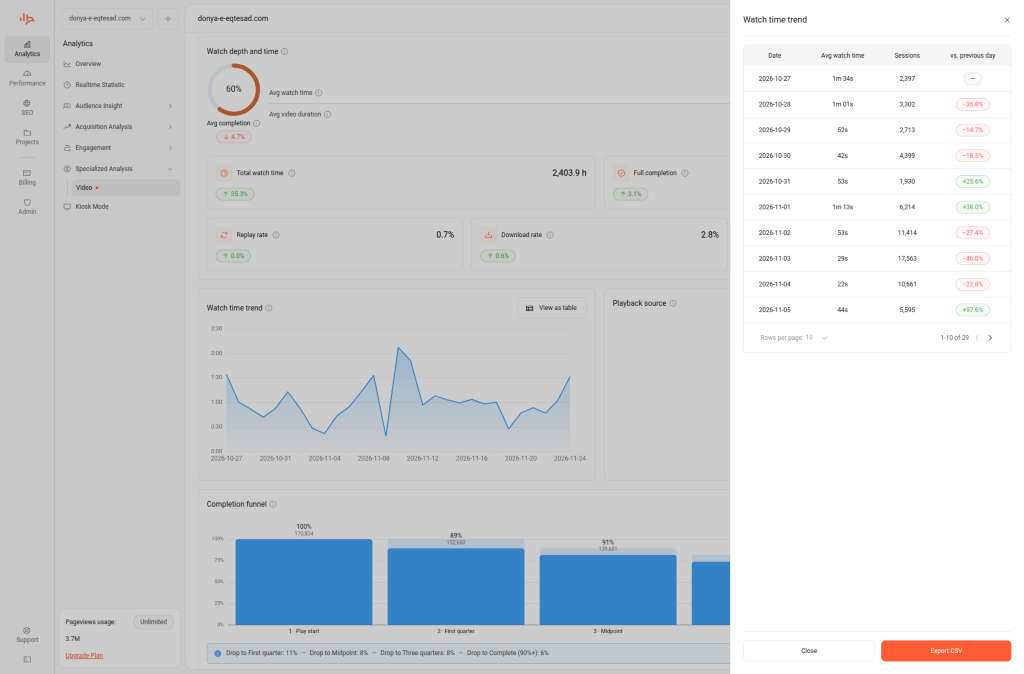 donya-e-eqtesad.com
Analytics
Performance
SEO
Projects
Billing
Admin
Support
Analytics
Overview
Realtime Statistic
Audience Insight
Acquisition Analysis
Engagement
Specialized Analysis
Video
Kiosk Mode
Pageviews usage:
Unlimited
3.7M
Upgrade Plan
donya-e-eqtesad.com
Watch depth and time
60%
Avg completion
↓ 4.7%
Avg watch time
Avg video duration
Total watch time
2,403.9 h
↑ 35.3%
Full completion
↑ 3.1%
Replay rate
0.7%
↑ 0.0%
Download rate
2.8%
↑ 0.6%
Watch time trend
View as table
2:30
2:00
1:30
1:00
0:30
0:00
2026-10-27 2026-10-31 2026-11-04 2026-11-08 2026-11-12 2026-11-16 2026-11-20 2026-11-24
Playback source
Completion funnel
100%
75%
50%
25%
0%
100%
170,804
89%
152,688
91%
139,601
1 · Play start
2 · First quarter
3 · Midpoint
Drop to First quarter: 11% – Drop to Midpoint: 8% – Drop to Three quarters: 8% – Drop to Complete (90%+): 6%
Watch time trend
Date Avg watch time Sessions vs. previous day
2026-10-27 1m 34s 2,397 –
2026-10-28 1m 01s 3,302 −35.8%
2026-10-29 52s 2,713 −14.7%
2026-10-30 42s 4,399 −18.5%
2026-10-31 53s 1,930 +25.6%
2026-11-01 1m 13s 6,214 +38.0%
2026-11-02 53s 11,414 −27.4%
2026-11-03 29s 17,563 −46.0%
2026-11-04 22s 10,661 −22.8%
2026-11-05 44s 5,595 +97.6%
Rows per page: 10
1-10 of 29
Close
Export CSV